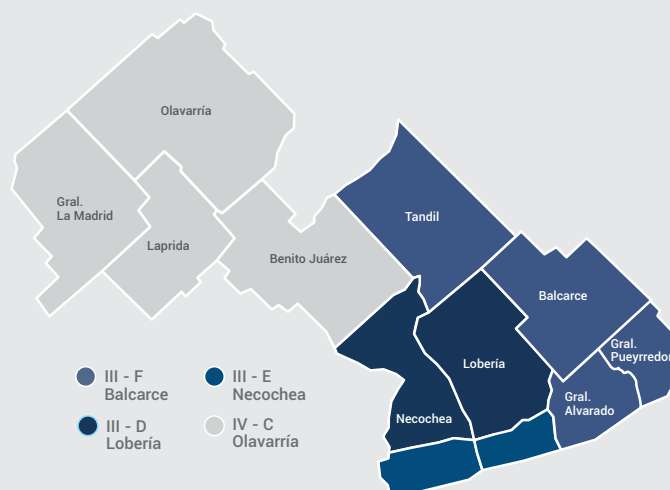 Olavarría
Gral.
La Madrid
Tandil
Laprida
Benito Juárez
Balcarce
Gral.
Pueyrredon
Lobería
Gral.
Alvarado
Necochea
III - F
Balcarce
III - E
Necochea
III - D
Lobería
IV - C
Olavarría